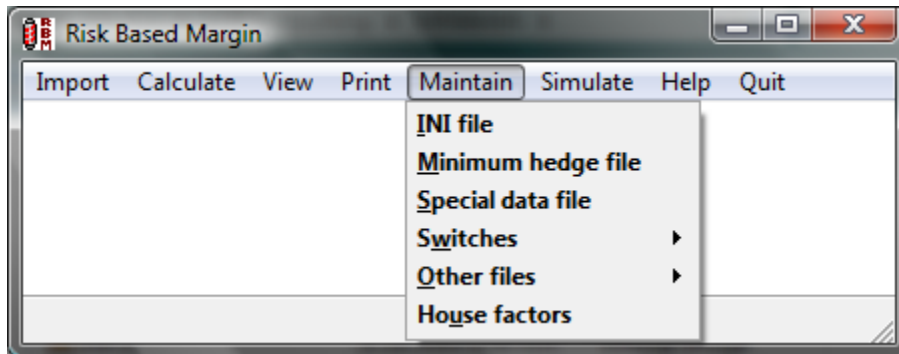 RBM Risk Based Margin
Import Calculate View Print Maintain Simulate Help Quit
INI file
Minimum hedge file
Special data file
Switches
Other files
House factors